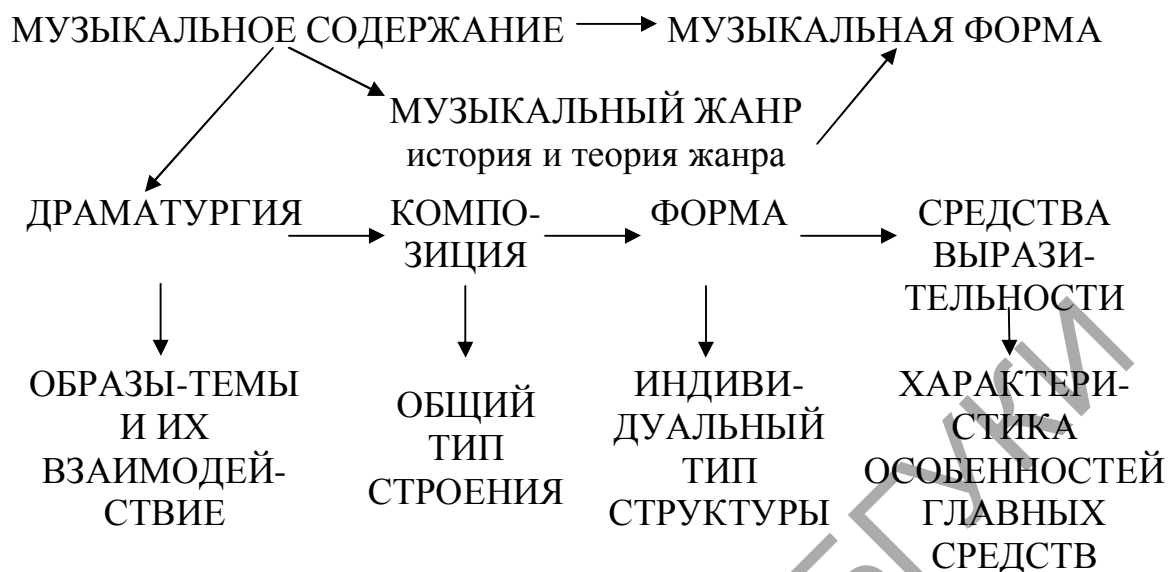 МУЗЫКАЛЬНОЕ СОДЕРЖАНИЕ МУЗЫКАЛЬНАЯ ФОРМА
МУЗЫКАЛЬНЫЙ ЖАНР
история и теория жанра
ДРАМАТУРГИЯ
КОМПО-
ЗИЦИЯ
ФОРМА
СРЕДСТВА
ВЫРАЗИ-
ТЕЛЬНОСТИ
ОБРАЗЫ-ТЕМЫ
И ИХ
ВЗАИМОДЕЙ-
СТВИЕ
ОБЩИЙ
ТИП
СТРОЕНИЯ
ИНДИВИ-
ДУАЛЬНЫЙ
ТИП
СТРУКТУРЫ
ХАРАКТЕРИ-
СТИКА
ОСОБЕННОСТЕЙ
ГЛАВНЫХ
СРЕДСТВ